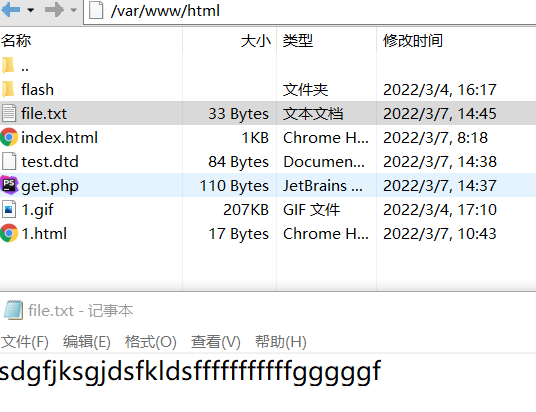 /var/www/html
名称 大小 类型 修改时间
..
flash 文件夹 2022/3/4, 16:17
file.txt 33 Bytes 文本文档 2022/3/7, 14:45
index.html 1KB Chrome H... 2022/3/7, 8:18
test.dtd 84 Bytes Documen... 2022/3/7, 14:38
PS get.php 110 Bytes JetBrains ... 2022/3/7, 14:37
1.gif 207KB GIF 文件 2022/3/4, 17:10
1.html 17 Bytes Chrome H... 2022/3/7, 10:43
file.txt - 记事本
文件(F) 编辑(E) 格式(O) 查看(V) 帮助(H)
sdgfjksgjdsfkldsfffffffffffgggggf